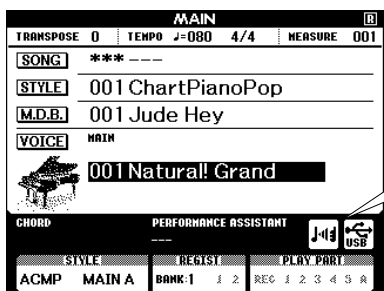 MAIN R
TRANSPOSE 0 TEMPO ♩=080 4/4 MEASURE 001
SONG *** ---
STYLE 001 ChartPianoPop
M.D.B. 001 Jude Hey
VOICE MAIN
001 Natural! Grand
CHORD PERFORMANCE ASSISTANT
---
USB
STYLE REGIST PLAY PART
ACMP MAIN A BANK:1 1 2 REC 1 2 3 4 5 A